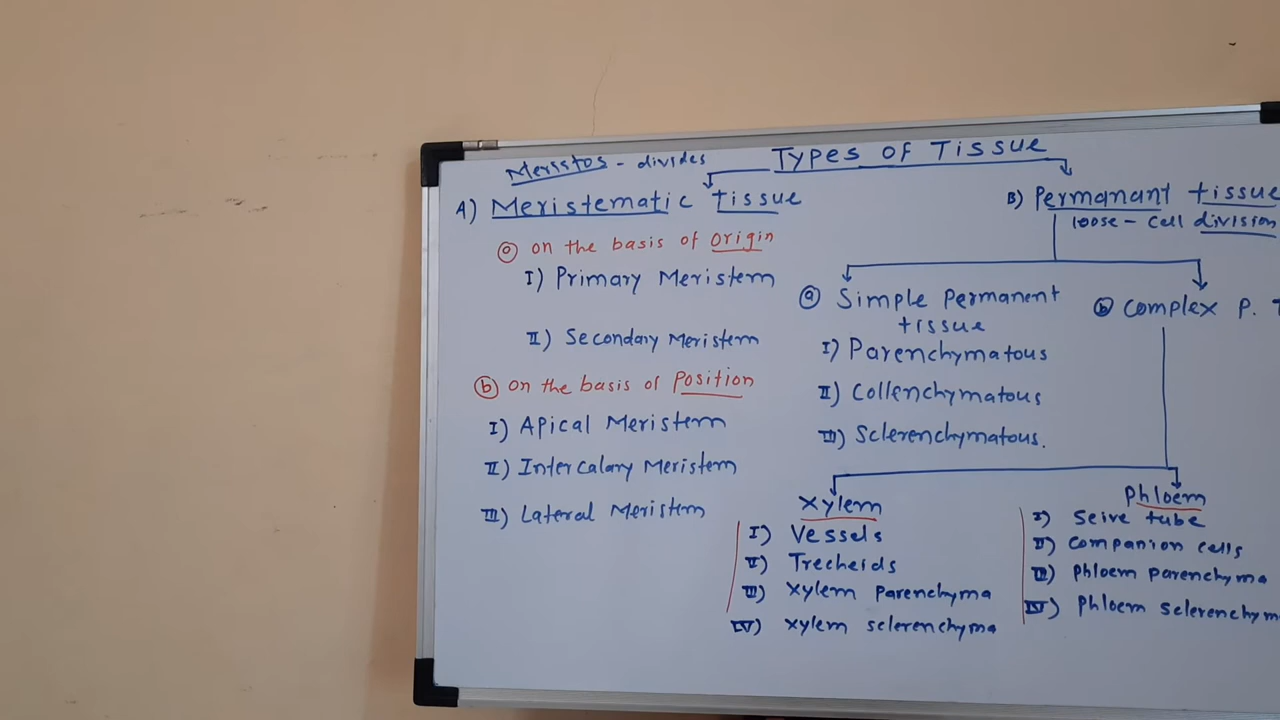 Types of Tissue
Meristos - divides
A) Meristematic tissue
ⓐ on the basis of origin
I) Primary Meristem
II) Secondary Meristem
ⓑ on the basis of Position
I) Apical Meristem
II) Intercalary Meristem
III) Lateral Meristem
B) Permanant tissue
loose - cell division
ⓐ Simple permanent
tissue
I) Parenchymatous
II) Collenchymatous
III) Sclerenchymatous.
ⓑ Complex P. T
Xylem
I) Vessels
II) Trecheids
III) Xylem parenchyma
IV) xylem sclerenchyma
Phloem
I) Seive tube
II) Companion cells
III) Phloem parenchyma
IV) Phloem sclerenchym